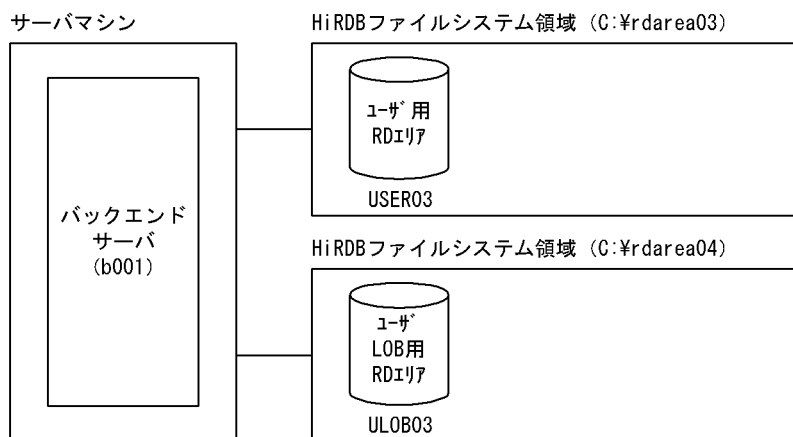 サーバマシン
HiRDBファイルシステム領域（C:¥rdarea03）
ﾕｰｻﾞ用
RDｴﾘｱ
USER03
バックエンド
サーバ
(b001)
HiRDBファイルシステム領域（C:¥rdarea04）
ﾕｰｻﾞ
LOB用
RDｴﾘｱ
ULOB03